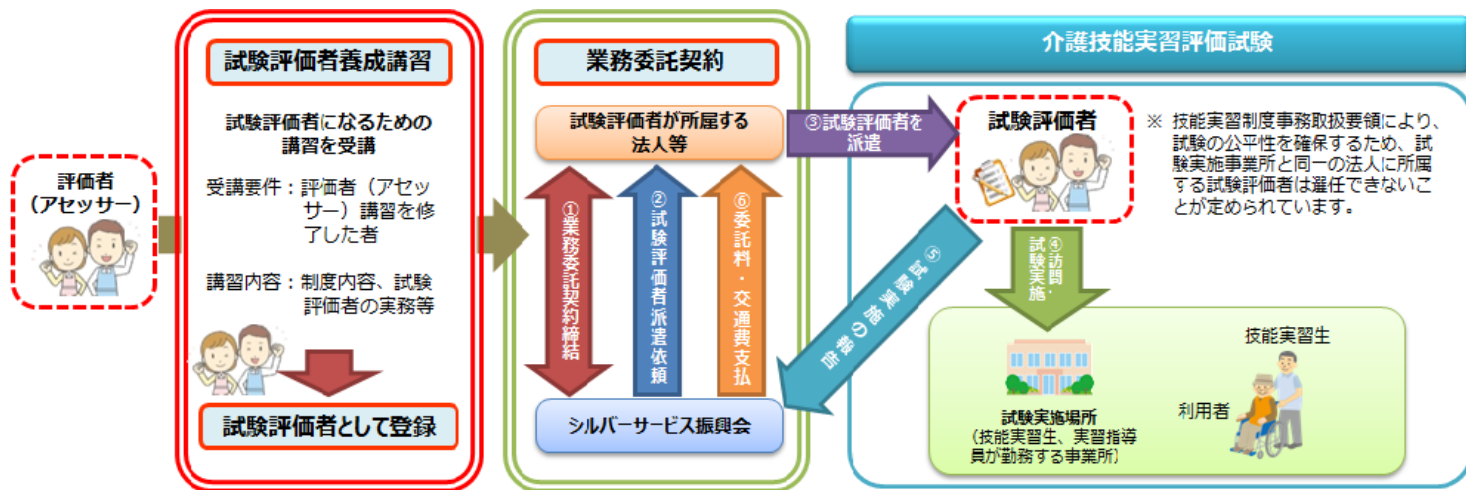 評価者
（アセッサー）
試験評価者養成講習
試験評価者になるための
講習を受講
受講要件：評価者（アセッ
サー）講習を修
了した者
講習内容：制度内容、試験
評価者の実務等
試験評価者として登録
業務委託契約
試験評価者が所属する
法人等
①業務委託契約締結
②試験評価者派遣依頼
⑥委託料・交通費支払
シルバーサービス振興会
③試験評価者を
派遣
介護技能実習評価試験
試験評価者
※ 技能実習制度事務取扱要領により、
試験の公平性を確保するため、試
験実施事業所と同一の法人に所属
する試験評価者は選任できないこ
とが定められています。
④訪問・
試験実施
⑤試験実施の報告
試験実施場所
（技能実習生、実習指導
員が勤務する事業所）
技能実習生
利用者